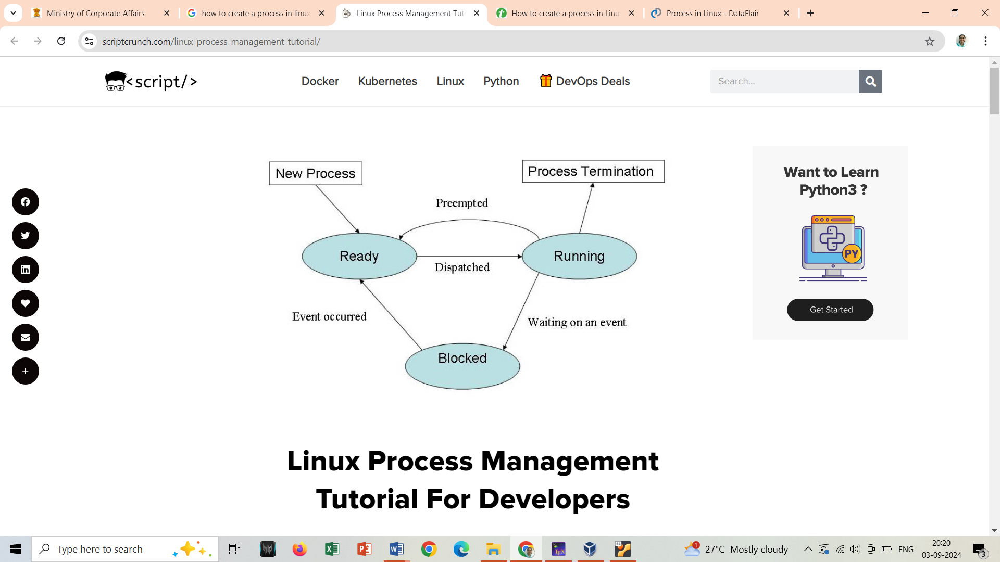 Ministry of Corporate Affairs
how to create a process in linux
Linux Process Management Tut
How to create a process in Linu
Process in Linux - DataFlair
scriptcrunch.com/linux-process-management-tutorial/
<script/>
Docker
Kubernetes
Linux
Python
DevOps Deals
Search...
New Process
Process Termination
Preempted
Ready
Running
Dispatched
Event occurred
Waiting on an event
Blocked
Want to Learn
Python3 ?
PY
Get Started
Linux Process Management
Tutorial For Developers
Type here to search
64
1
27°C Mostly cloudy
ENG
20:20
03-09-2024
3